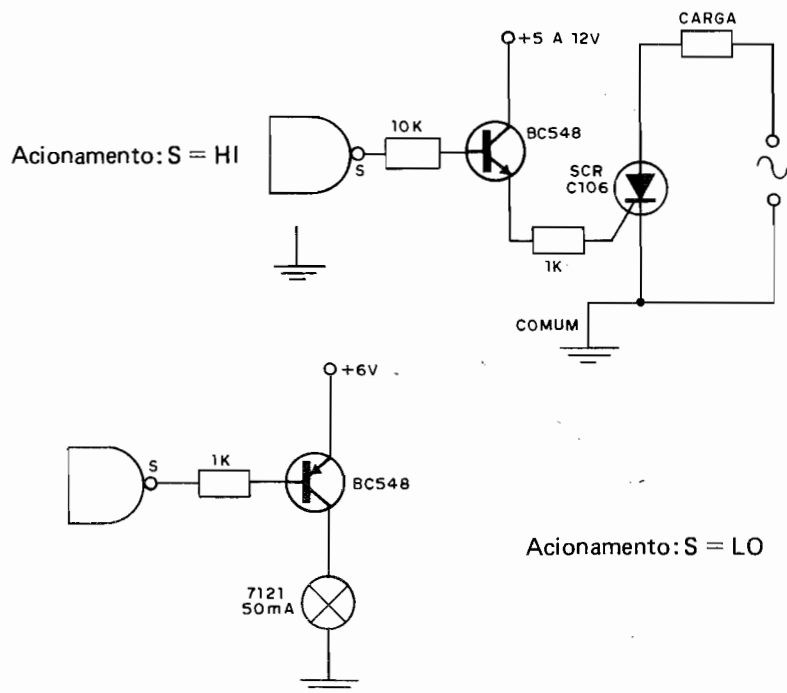 CARGA
+5 A 12V
BC548
10K
S
Acionamento: S = HI
SCR
C106
1K
COMUM
+6V
S
1K
BC548
Acionamento: S = LO
7121
50mA